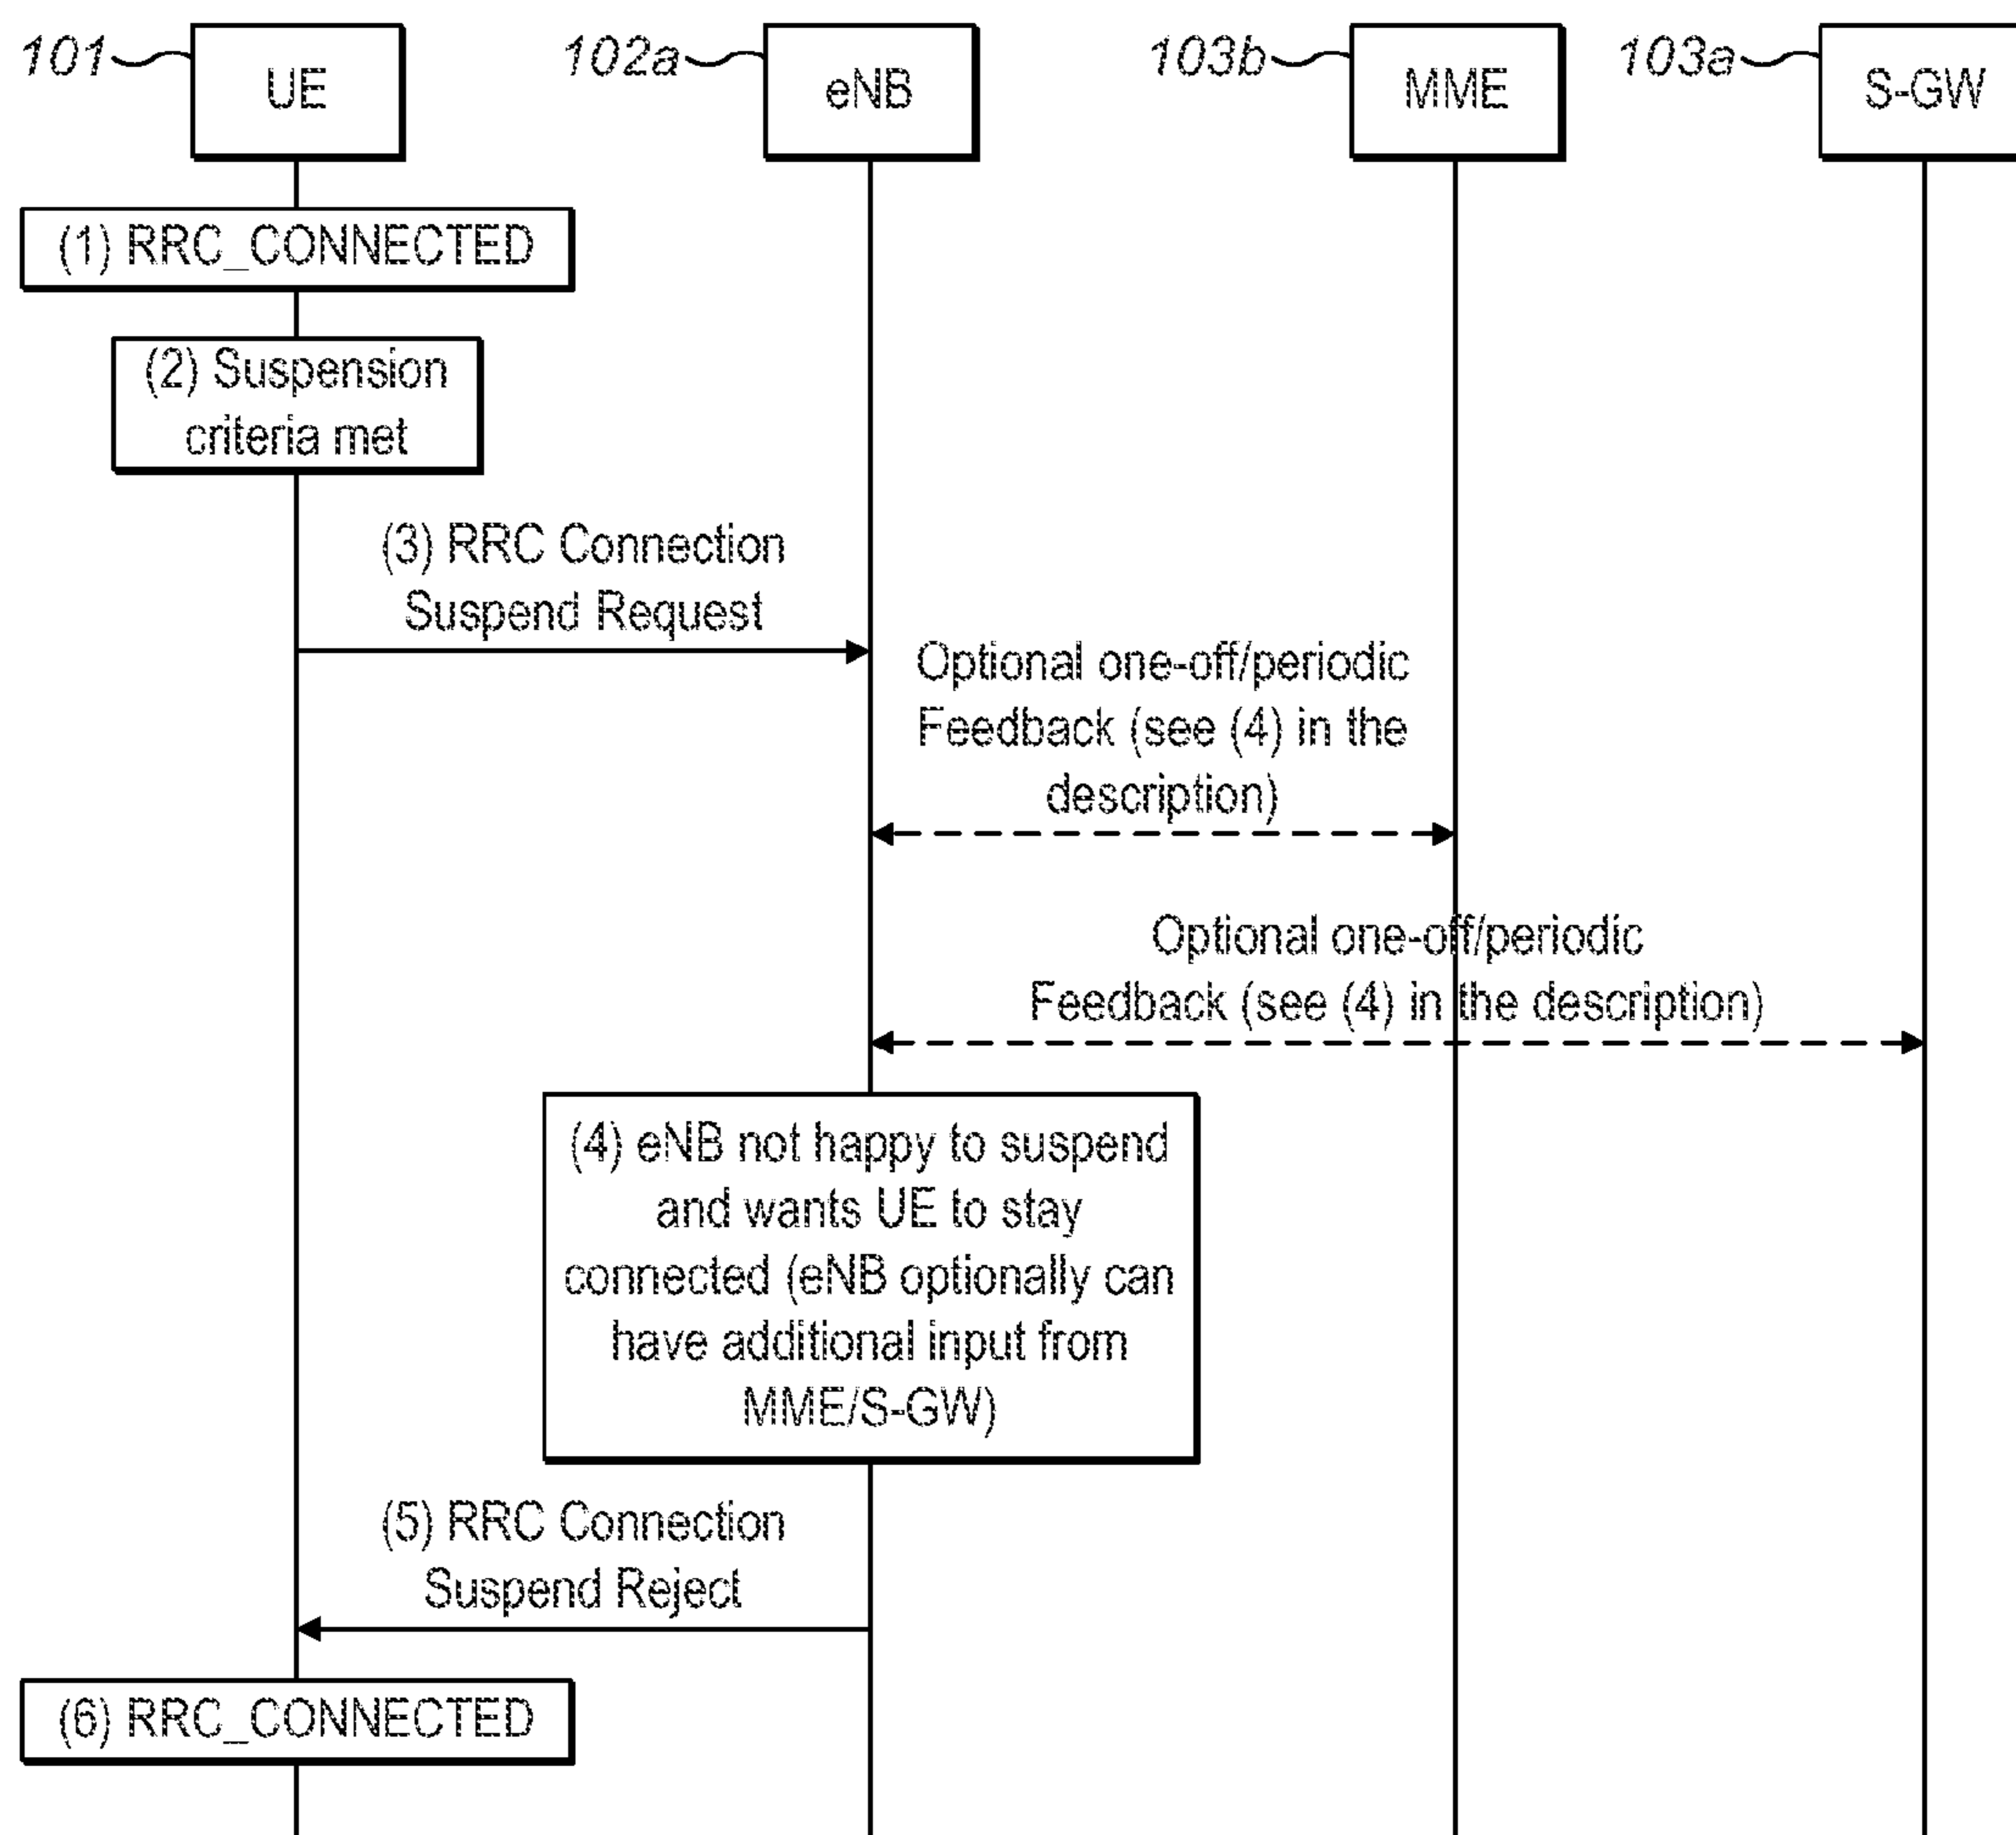 101
UE
102a
eNB
103b
MME
103a
S-GW
(1) RRC_CONNECTED
(2) Suspension
criteria met
(3) RRC Connection
Suspend Request
Optional one-off/periodic
Feedback (see (4) in the
description)
Optional one-off/periodic
Feedback (see (4) in the description)
(4) eNB not happy to suspend
and wants UE to stay
connected (eNB optionally can
have additional input from
MME/S-GW)
(5) RRC Connection
Suspend Reject
(6) RRC_CONNECTED